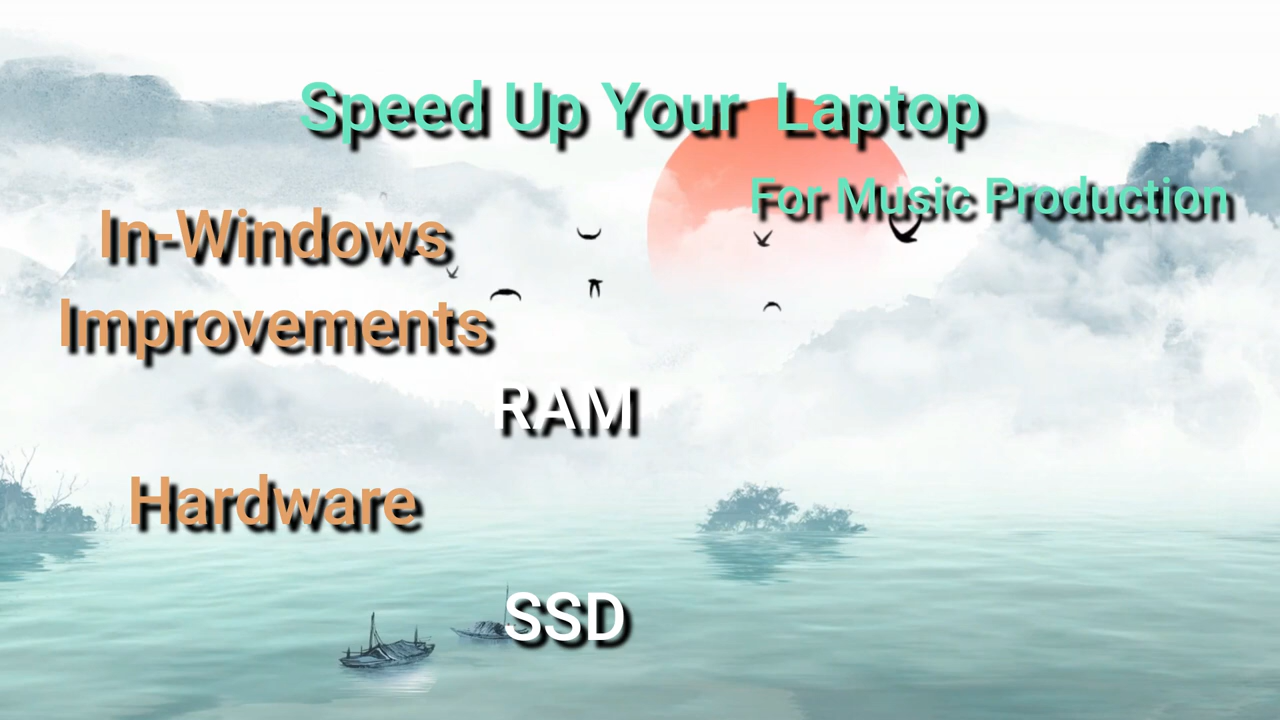 Speed Up Your Laptop
For Music Production
In-Windows
Improvements
RAM
Hardware
SSD